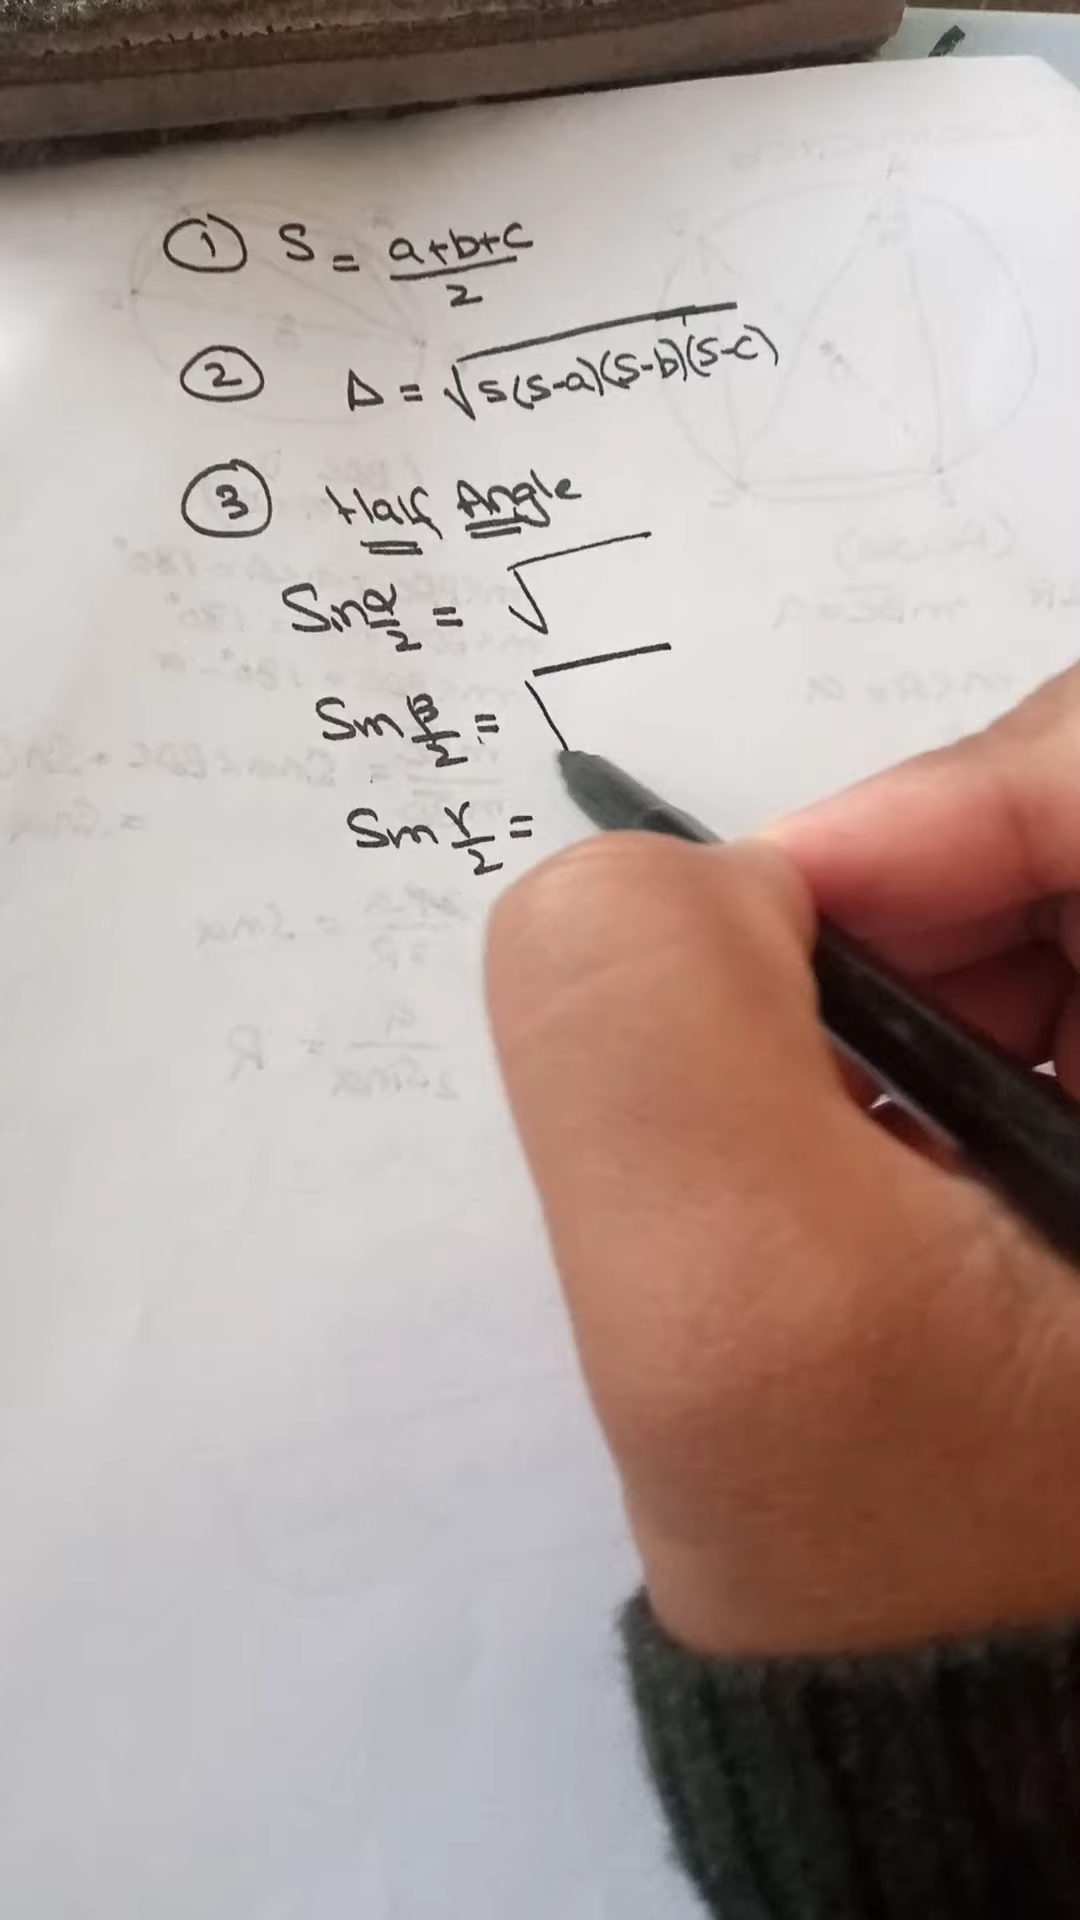 ① S = a+b+c/2
② Δ = √s(s-a)(s-b)(s-c)
③ Half Angle
Sin α/2 = √
Sin β/2 =
Sin γ/2 =